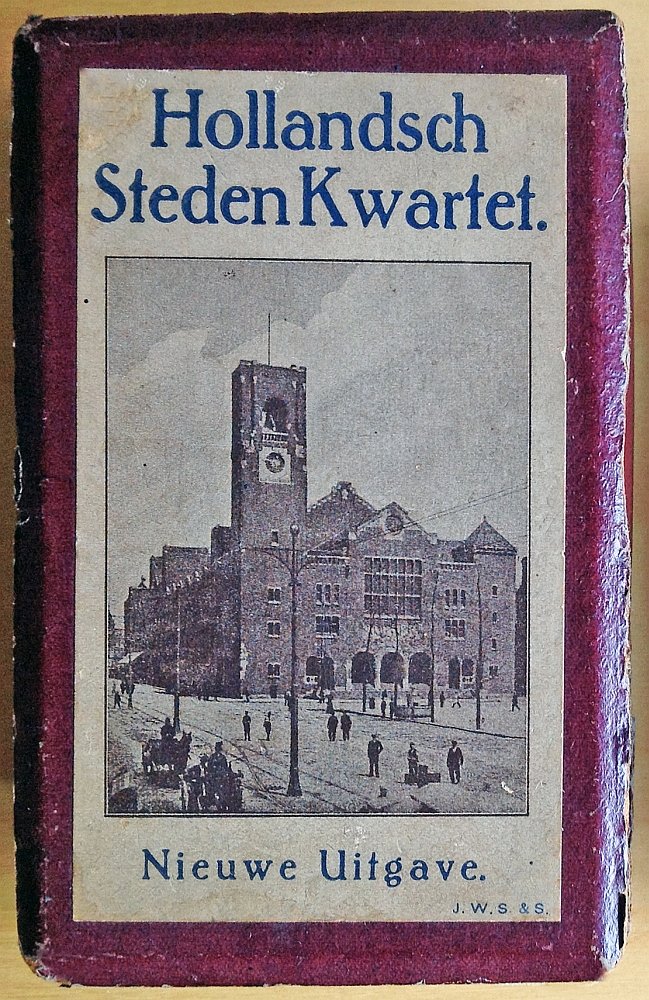 Hollandsch
Steden Kwartet.
Nieuwe Uitgave.
J. W. S. & S.